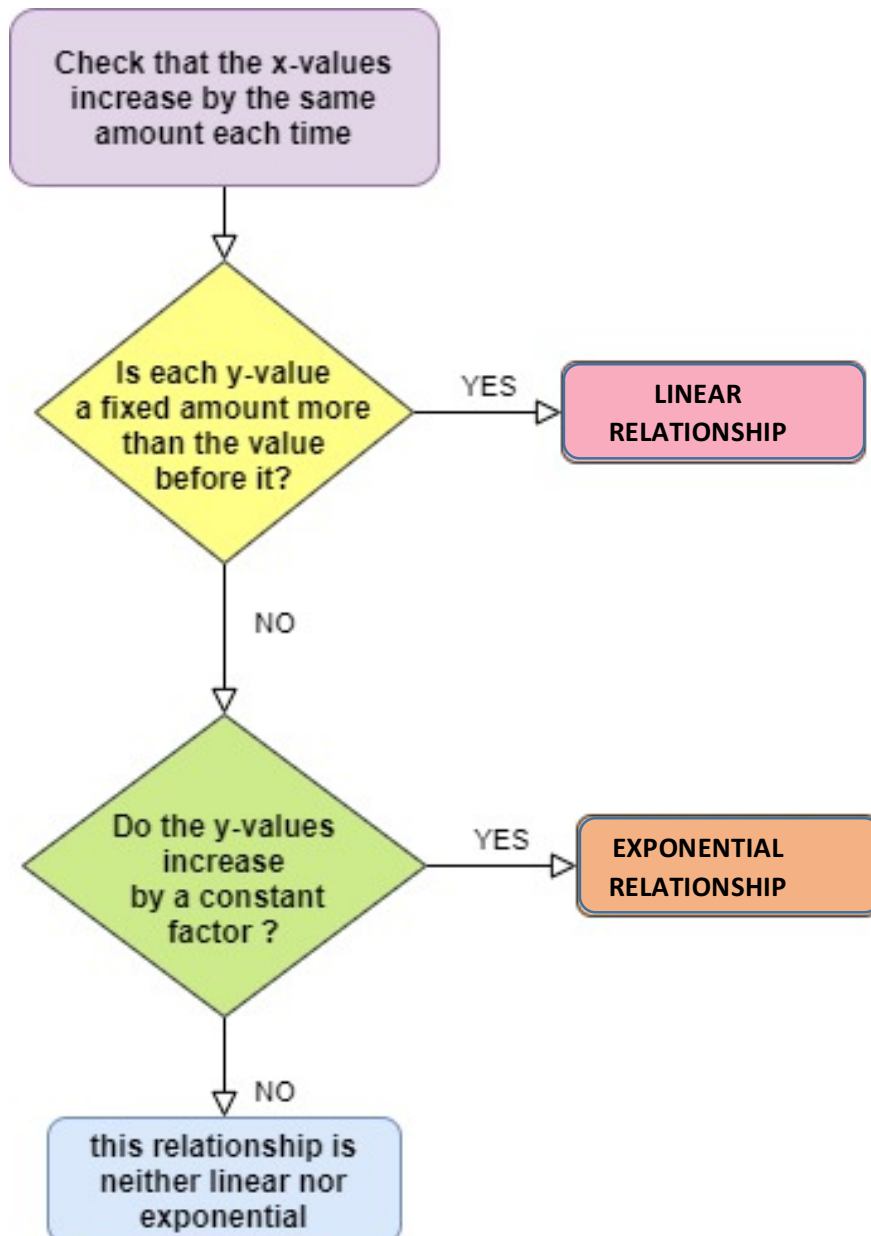 Check that the x-values
increase by the same
amount each time
Is each y-value
a fixed amount more
than the value
before it?
YES
LINEAR
RELATIONSHIP
NO
Do the y-values
increase
by a constant
factor ?
YES
EXPONENTIAL
RELATIONSHIP
NO
this relationship is
neither linear nor
exponential